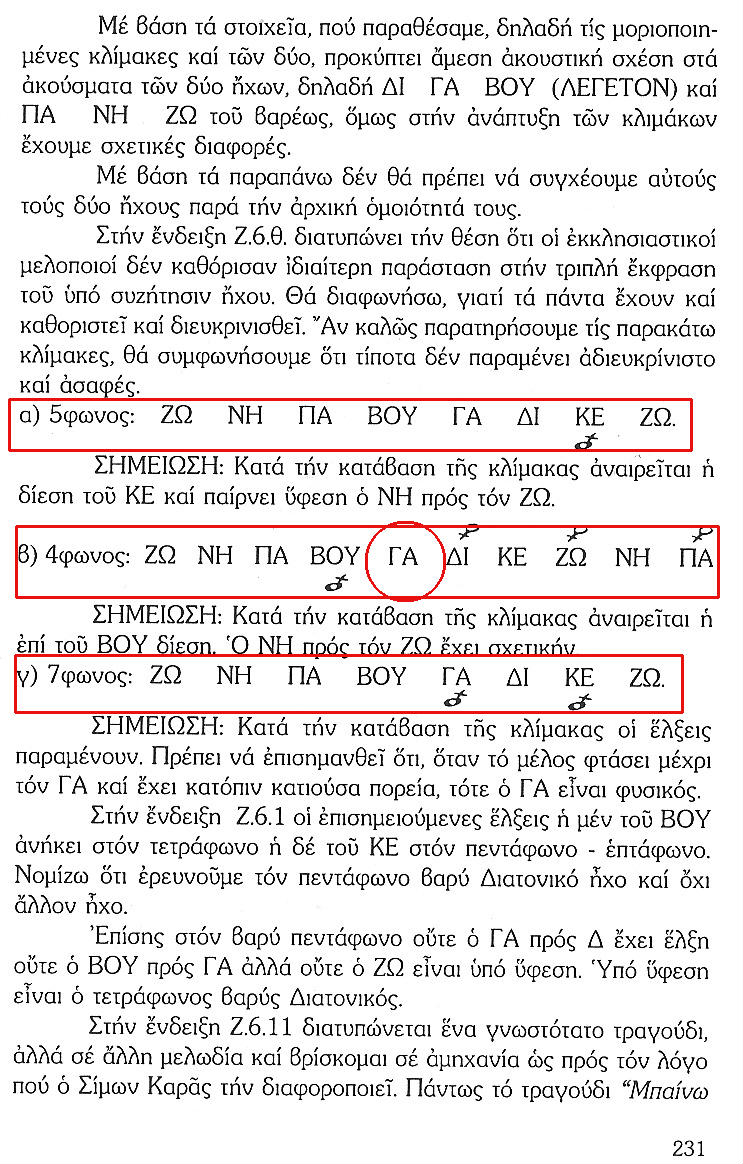 Μέ βάση τά στοιχεῖα, πού παραθέσαμε, δηλαδή τίς μοριοποιη-
μένες κλίμακες καί τῶν δύο, προκύπτει ἄμεση ἀκουστική σχέση στά
ἀκούσματα τῶν δύο ἤχων, δηλαδή ΔΙ ΓΑ ΒΟΥ (ΛΕΓΕΤΟΝ) καί
ΠΑ ΝΗ ΖΩ τοῦ βαρέως, ὅμως στήν ἀνάπτυξη τῶν κλιμάκων
ἔχουμε σχετικές διαφορές.
Μέ βάση τά παραπάνω δέν θά πρέπει νά συγχέουμε αὐτούς
τούς δύο ἤχους παρά τήν ἀρχική ὁμοιότητά τους.
Στήν ἔνδειξη Ζ.6.θ. διατυπώνει τήν θέση ὅτι οἱ ἐκκλησιαστικοί
μελοποιοί δέν καθόρισαν ἰδιαίτερη παράσταση στήν τριπλή ἔκφραση
τοῦ ὑπό συζήτησιν ἤχου. Θά διαφωνήσω, γιατί τά πάντα ἔχουν καί
καθοριστεῖ καί διευκρινισθεῖ. Ἄν καλῶς παρατηρήσουμε τίς παρακάτω
κλίμακες, θά συμφωνήσουμε ὅτι τίποτα δέν παραμένει ἀδιευκρίνιστο
καί ἀσαφές.
α) 5φωνος: ΖΩ ΝΗ ΠΑ ΒΟΥ ΓΑ ΔΙ ΚΕ ΖΩ.
ΣΗΜΕΙΩΣΗ: Κατά τήν κατάβαση τῆς κλίμακας ἀναιρεῖται ἡ
δίεση τοῦ ΚΕ καί παίρνει ὕφεση ὁ ΝΗ πρός τόν ΖΩ.
β) 4φωνος: ΖΩ ΝΗ ΠΑ ΒΟΥ ΓΑ ΔΙ ΚΕ ΖΩ ΝΗ ΠΑ
ΣΗΜΕΙΩΣΗ: Κατά τήν κατάβαση τῆς κλίμακας ἀναιρεῖται ἡ
ἐπί τοῦ ΒΟΥ δίεση. Ὁ ΝΗ πρός τόν ΖΩ ἔχει σχετικήν
γ) 7φωνος: ΖΩ ΝΗ ΠΑ ΒΟΥ ΓΑ ΔΙ ΚΕ ΖΩ.
ΣΗΜΕΙΩΣΗ: Κατά τήν κατάβαση τῆς κλίμακας οἱ ἕλξεις
παραμένουν. Πρέπει νά ἐπισημανθεῖ ὅτι, ὅταν τό μέλος φτάσει μέχρι
τόν ΓΑ καί ἔχει κατόπιν κατιούσα πορεία, τότε ὁ ΓΑ εἶναι φυσικός.
Στήν ἔνδειξη Ζ.6.1 οἱ ἐπισημειούμενες ἕλξεις ἡ μέν τοῦ ΒΟΥ
ἀνήκει στόν τετράφωνο ἡ δέ τοῦ ΚΕ στόν πεντάφωνο - ἑπτάφωνο.
Νομίζω ὅτι ἐρευνοῦμε τόν πεντάφωνο βαρύ Διατονικό ἦχο καί ὄχι
ἄλλον ἦχο.
Ἐπίσης στόν βαρύ πεντάφωνο οὔτε ὁ ΓΑ πρός Δ ἔχει ἕλξη
οὔτε ὁ ΒΟΥ πρός ΓΑ ἀλλά οὔτε ὁ ΖΩ εἶναι ὑπό ὕφεση. Ὑπό ὕφεση
εἶναι ὁ τετράφωνος βαρύς Διατονικός.
Στήν ἔνδειξη Ζ.6.11 διατυπώνεται ἕνα γνωστότατο τραγούδι,
ἀλλά σέ ἄλλη μελωδία καί βρίσκομαι σέ ἀμηχανία ὡς πρός τόν λόγο
πού ὁ Σίμων Καρᾶς τήν διαφοροποιεῖ. Πάντως τό τραγούδι “Μπαίνω
231